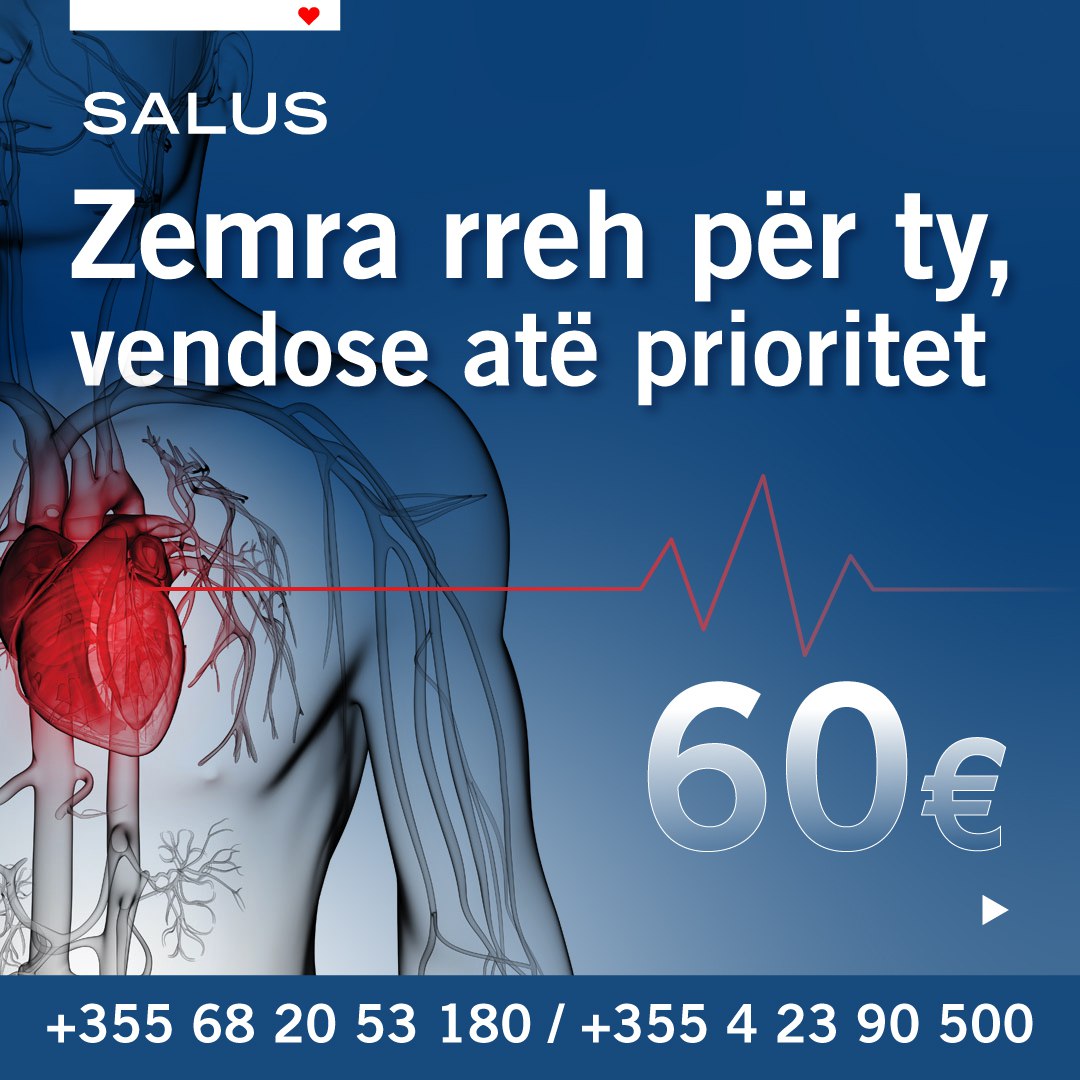 SALUS
Zemra rreh për ty,
vendose atë prioritet
60€
+355 68 20 53 180 / +355 4 23 90 500